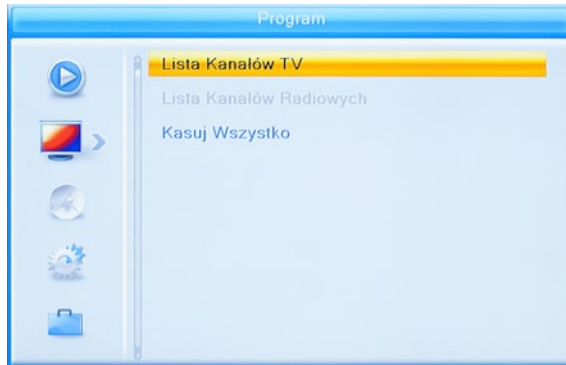 Program
Lista Kanałów TV
Lista Kanałów Radiowych
Kasuj Wszystko